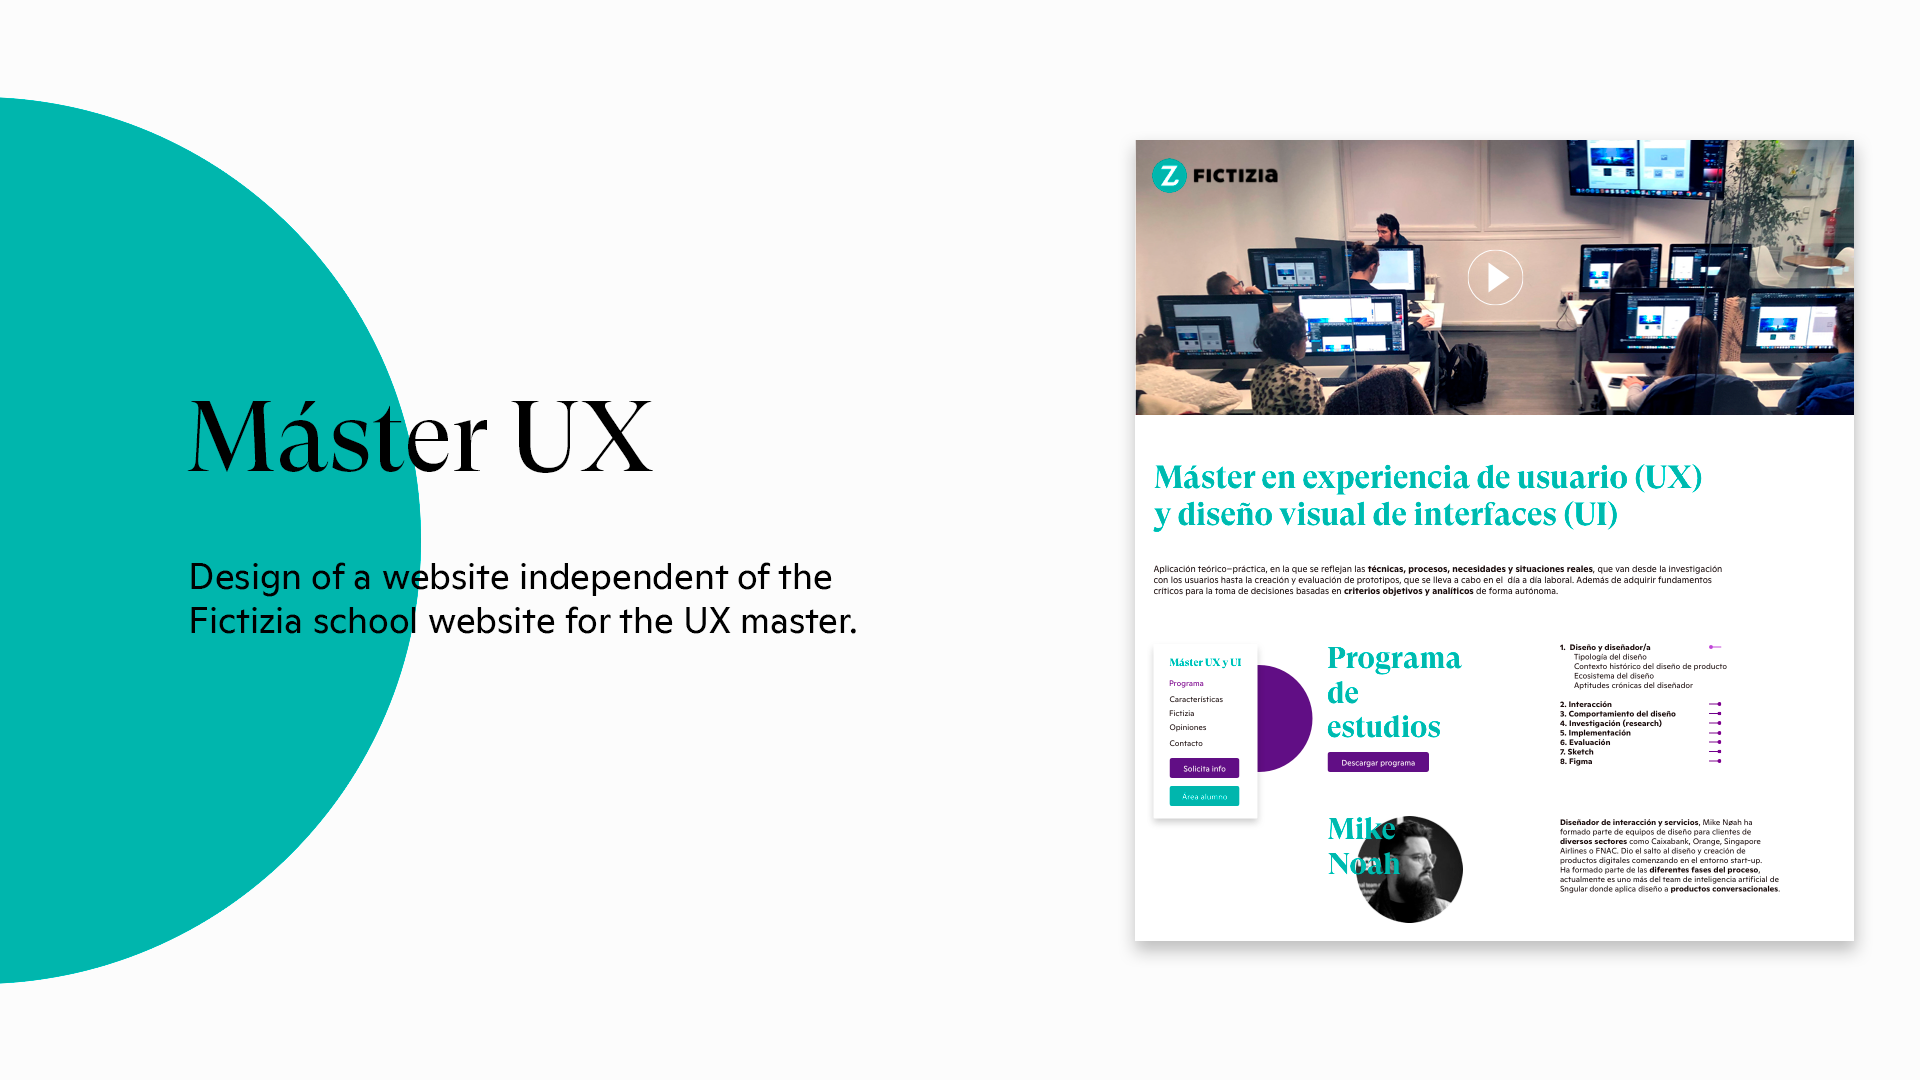 Máster UX
Design of a website independent of the
Fictizia school website for the UX master.
Z FICTIZIA
Máster en experiencia de usuario (UX)
y diseño visual de interfaces (UI)
Aplicación teórico–práctica, en la que se reflejan las técnicas, procesos, necesidades y situaciones reales, que van desde la investigación
con los usuarios hasta la creación y evaluación de prototipos, que se lleva a cabo en el día a día laboral. Además de adquirir fundamentos
críticos para la toma de decisiones basadas en criterios objetivos y analíticos de forma autónoma.
Máster UX y UI
Programa
Características
Fictizia
Opiniones
Contacto
Solicita info
Área alumno
Programa
de
estudios
Descargar programa
1. Diseño y diseñador/a
Tipología del diseño
Contexto histórico del diseño de producto
Ecosistema del diseño
Aptitudes crónicas del diseñador
2. Interacción
3. Comportamiento del diseño
4. Investigación (research)
5. Implementación
6. Evaluación
7. Sketch
8. Figma
Mike
Noah
Diseñador de interacción y servicios, Mike Nøah ha
formado parte de equipos de diseño para clientes de
diversos sectores como Caixabank, Orange, Singapore
Airlines o FNAC. Dio el salto al diseño y creación de
productos digitales comenzando en el entorno start-up.
Ha formado parte de las diferentes fases del proceso,
actualmente es uno más del team de inteligencia artificial de
Sngular donde aplica diseño a productos conversacionales.